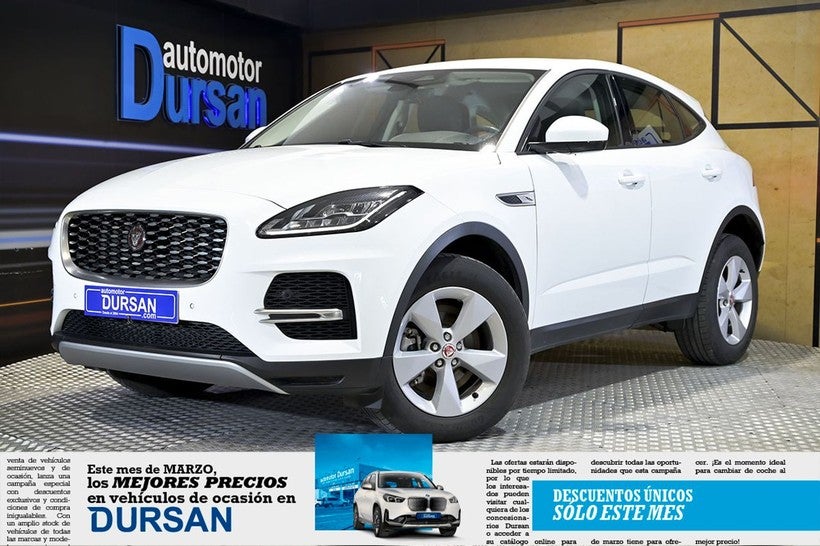 automotor
Dursan
automotor
DURSAN
.com
venta de vehículos
seminuevos y de
ocasión, lanza una
campaña especial
con descuentos
exclusivos y condi-
ciones de compra
inigualables. Con
un amplio stock de
vehículos de todas
las marcas y mode-
Este mes de MARZO,
los MEJORES PRECIOS
en vehículos de ocasión en
DURSAN
automotor Dursan
Las ofertas estarán dispo-
nibles por tiempo limitado,
por lo que
los interesa-
dos pueden
visitar cual-
quiera de los
concesiona-
rios Dursan
o acceder a
su catálogo online para
descubrir todas las oportu-
nidades que esta campaña
de marzo tiene para ofre-
cer. ¡Es el momento ideal
para cambiar de coche al
mejor precio!
DESCUENTOS ÚNICOS
SÓLO ESTE MES